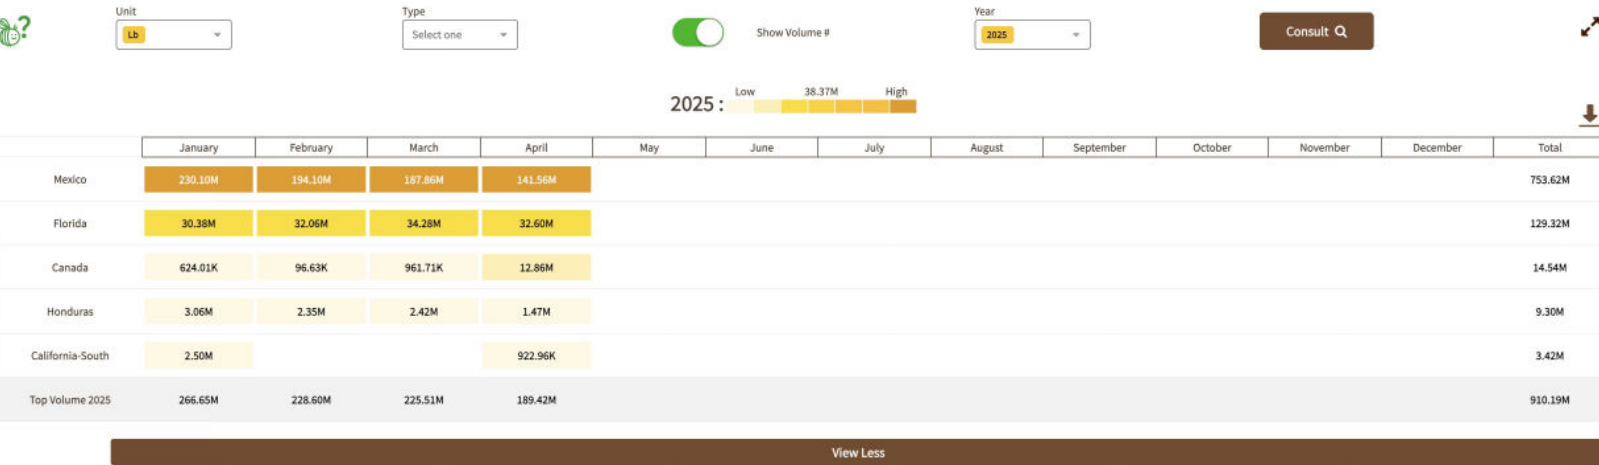 Unit Type Year
? Lb Select one Show Volume # 2025 Consult
Low 38.37M High
2025 :
January February March April May June July August September October November December Total
Mexico 230.10M 194.10M 187.86M 141.56M 753.62M
Florida 30.38M 32.06M 34.28M 32.60M 129.32M
Canada 624.01K 96.63K 961.71K 12.86M 14.54M
Honduras 3.06M 2.35M 2.42M 1.47M 9.30M
California-South 2.50M 922.96K 3.42M
Top Volume 2025 266.65M 228.60M 225.51M 189.42M 910.19M
View Less